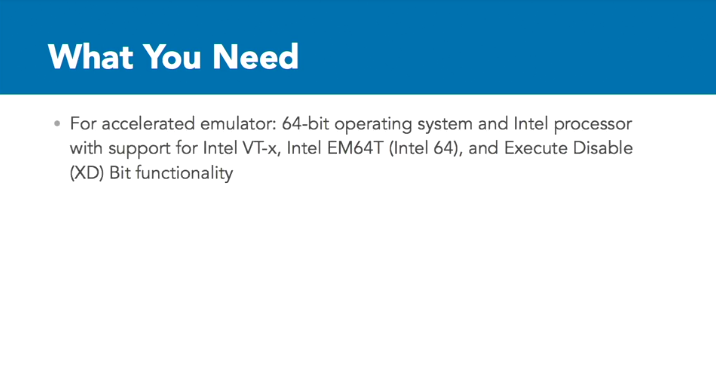 What You Need
• For accelerated emulator: 64-bit operating system and Intel processor
with support for Intel VT-x, Intel EM64T (Intel 64), and Execute Disable
(XD) Bit functionality